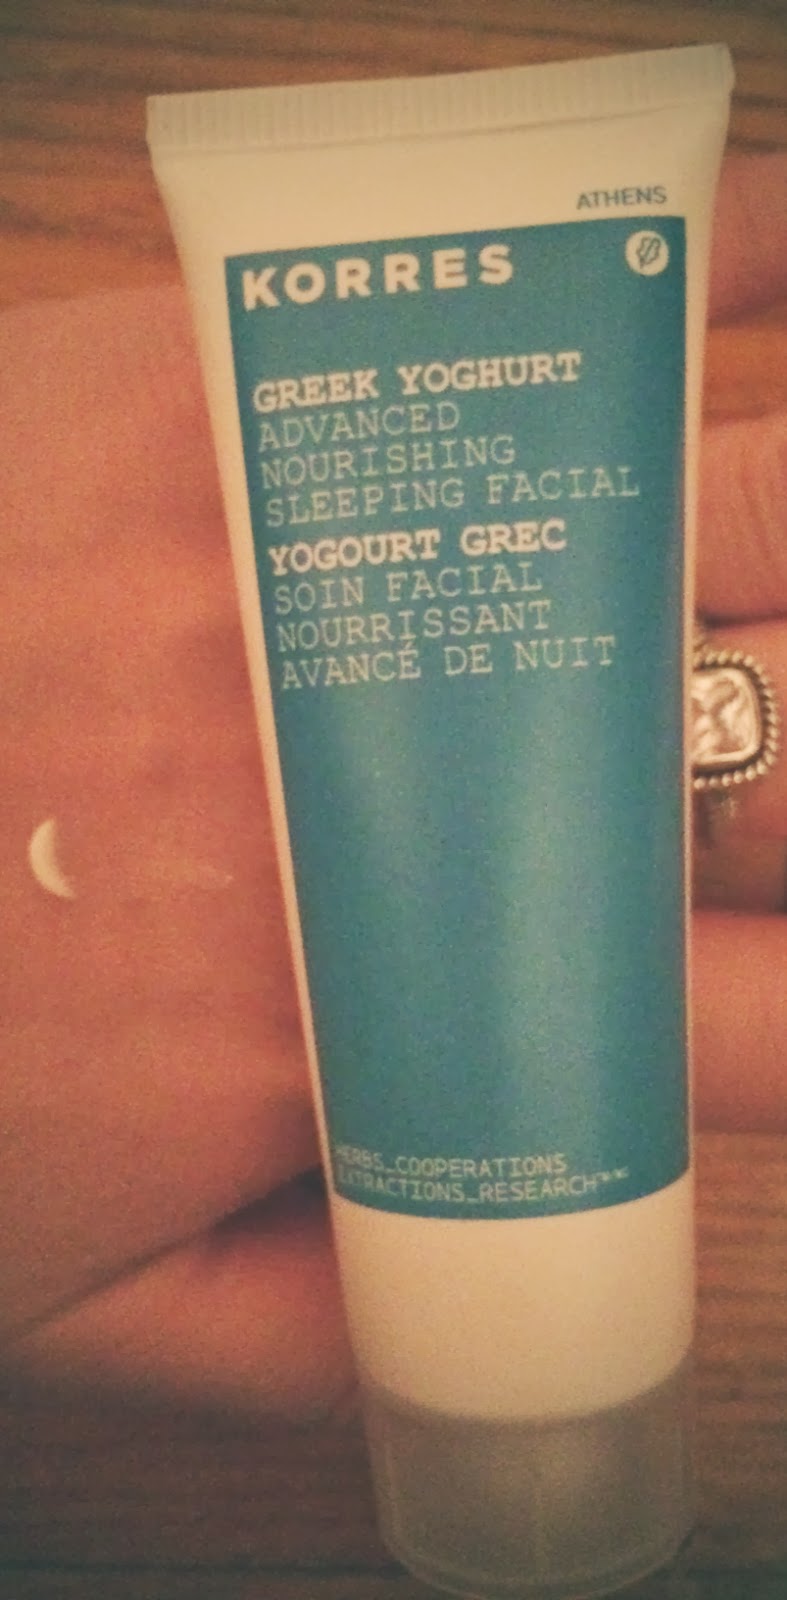 ATHENS
KORRES
GREEK YOGHURT
ADVANCED
NOURISHING
SLEEPING FACIAL
YOGOURT GREC
SOIN FACIAL
NOURRISSANT
AVANCÉ DE NUIT
HERBS_COOPERATIONS
EXTRACTIONS_RESEARCH